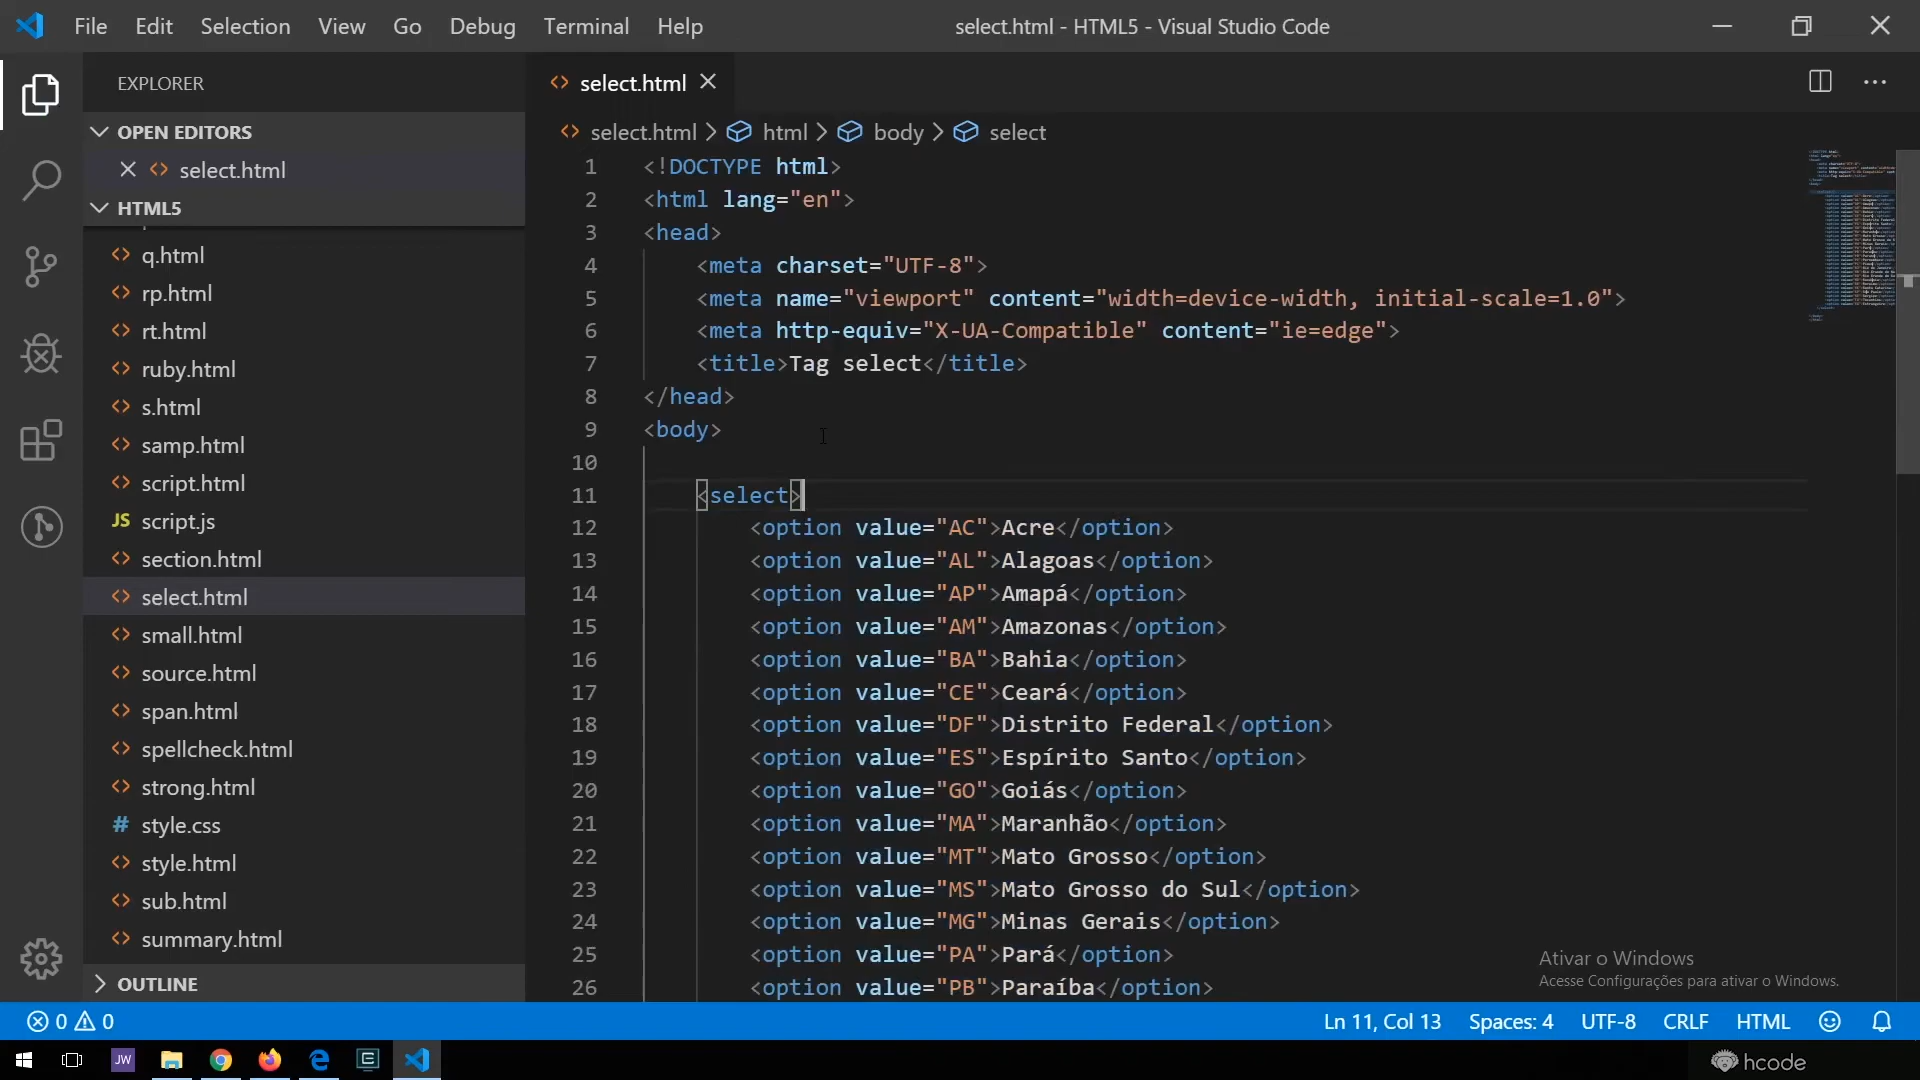 File Edit Selection View Go Debug Terminal Help
select.html - HTML5 - Visual Studio Code
EXPLORER
OPEN EDITORS
select.html
HTML5
q.html
rp.html
rt.html
ruby.html
s.html
samp.html
script.html
JS script.js
section.html
select.html
small.html
source.html
span.html
spellcheck.html
strong.html
# style.css
style.html
sub.html
summary.html
OUTLINE
select.html
select.html > html > body > select
1 <!DOCTYPE html>
2 <html lang="en">
3 <head>
4 <meta charset="UTF-8">
5 <meta name="viewport" content="width=device-width, initial-scale=1.0">
6 <meta http-equiv="X-UA-Compatible" content="ie=edge">
7 <title>Tag select</title>
8 </head>
9 <body>
10
11 <select>
12 <option value="AC">Acre</option>
13 <option value="AL">Alagoas</option>
14 <option value="AP">Amapá</option>
15 <option value="AM">Amazonas</option>
16 <option value="BA">Bahia</option>
17 <option value="CE">Ceará</option>
18 <option value="DF">Distrito Federal</option>
19 <option value="ES">Espírito Santo</option>
20 <option value="GO">Goiás</option>
21 <option value="MA">Maranhão</option>
22 <option value="MT">Mato Grosso</option>
23 <option value="MS">Mato Grosso do Sul</option>
24 <option value="MG">Minas Gerais</option>
25 <option value="PA">Pará</option>
26 <option value="PB">Paraíba</option>
Ativar o Windows
Acesse Configurações para ativar o Windows.
0 0
Ln 11, Col 13 Spaces: 4 UTF-8 CRLF HTML
JW
hcode